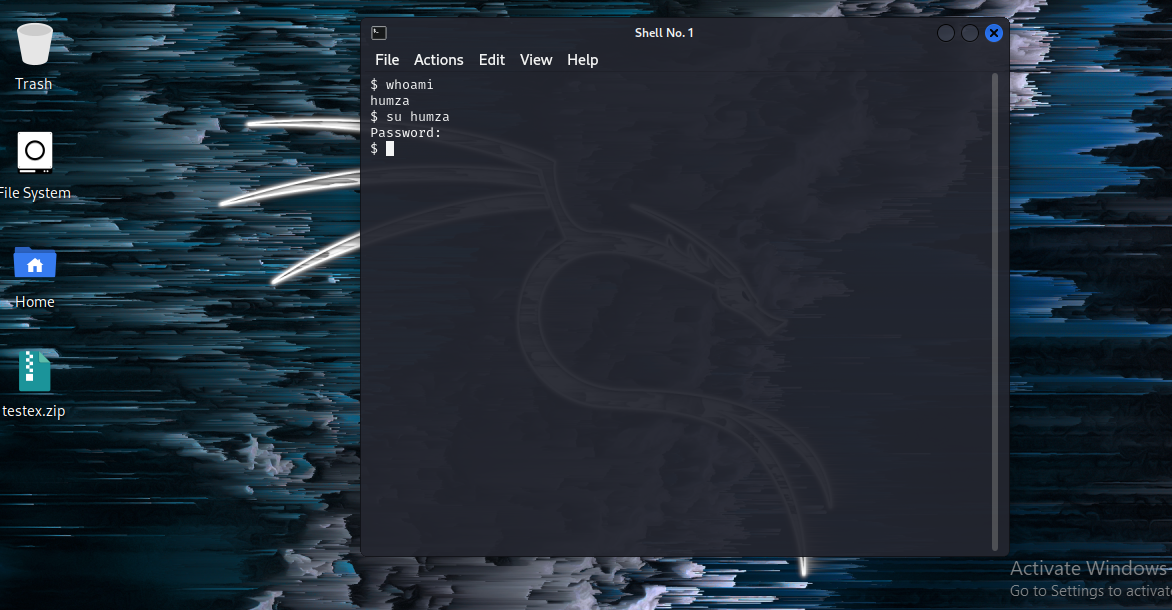 Shell No. 1
File Actions Edit View Help
$ whoami
humza
$ su humza
Password:
$
Trash
File System
Home
testex.zip
Activate Windows
Go to Settings to activat